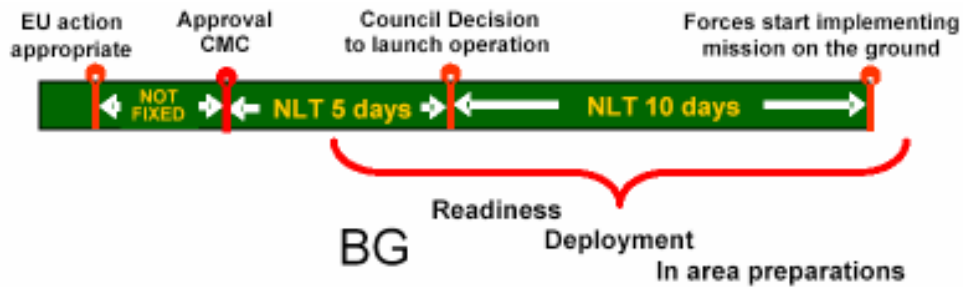 EU action
appropriate
Approval
CMC
Council Decision
to launch operation
Forces start implementing
mission on the ground
NOT
FIXED
NLT 5 days
NLT 10 days
Readiness
BG
Deployment
In area preparations